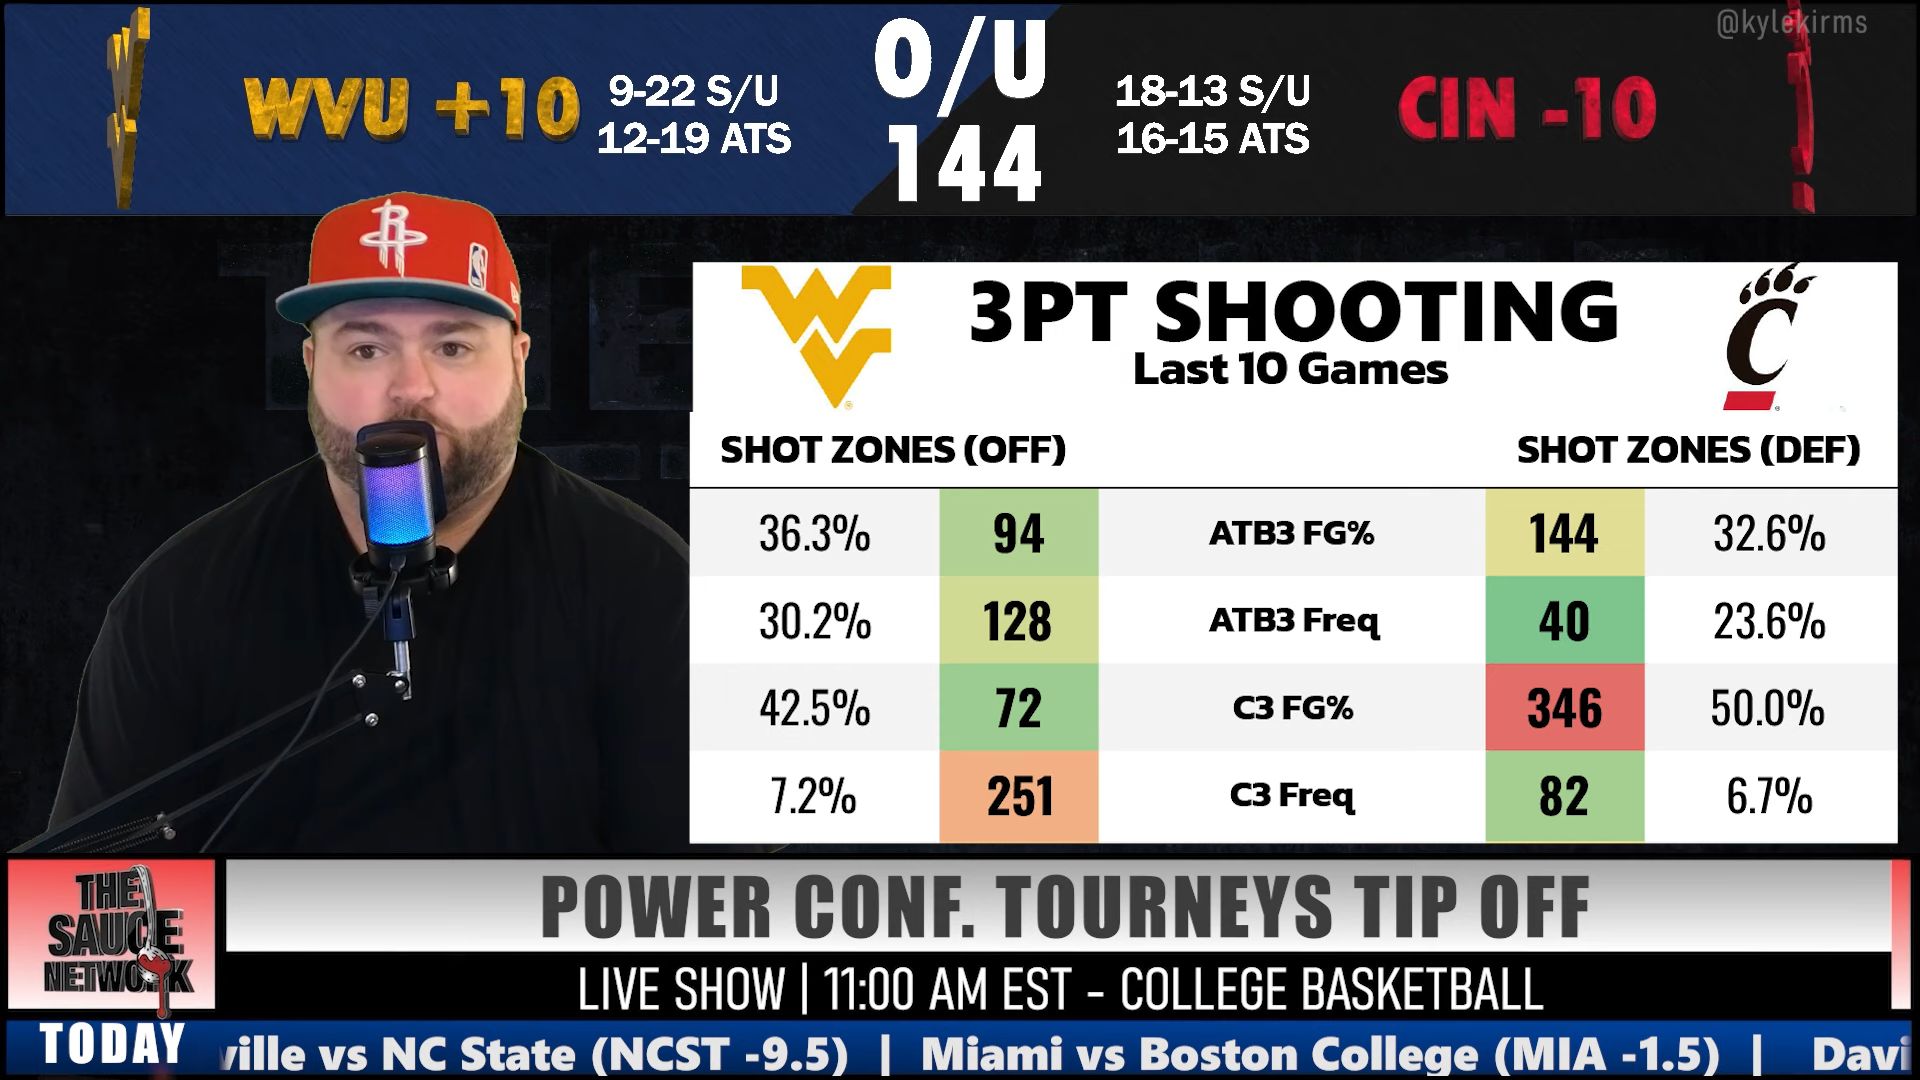 @kylekirms
WVU +10
9-22 S/U
12-19 ATS
O/U
144
18-13 S/U
16-15 ATS
CIN -10
3PT SHOOTING
Last 10 Games
SHOT ZONES (OFF) SHOT ZONES (DEF)
36.3% 94 ATB3 FG% 144 32.6%
30.2% 128 ATB3 Freq 40 23.6%
42.5% 72 C3 FG% 346 50.0%
7.2% 251 C3 Freq 82 6.7%
THE
SAUCE
NETWORK
POWER CONF. TOURNEYS TIP OFF
LIVE SHOW | 11:00 AM EST - COLLEGE BASKETBALL
TODAY
ville vs NC State (NCST -9.5) | Miami vs Boston College (MIA -1.5) | Davi